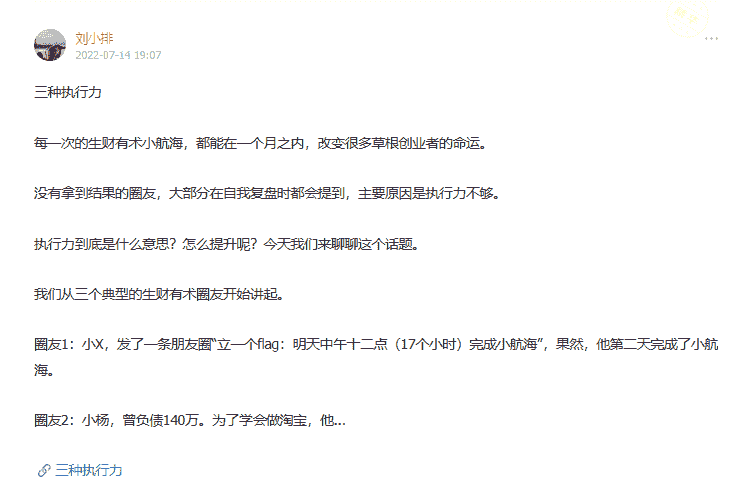 刘小排
2022-07-14 19:07
三种执行力
每一次的生财有术小航海，都能在一个月之内，改变很多草根创业者的命运。
没有拿到结果的圈友，大部分在自我复盘时都会提到，主要原因是执行力不够。
执行力到底是什么意思？怎么提升呢？今天我们来聊聊这个话题。
我们从三个典型的生财有术圈友开始讲起。
圈友1：小X，发了一条朋友圈“立一个flag：明天中午十二点（17个小时）完成小航海”，果然，他第二天完成了小航
海。
圈友2：小杨，曾负债140万。为了学会做淘宝，他...
三种执行力